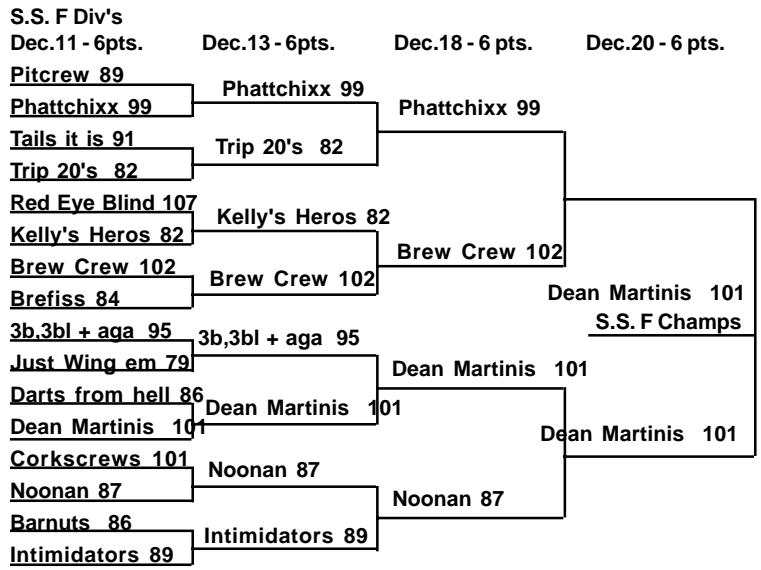 S.S. F Div's
Dec.11 - 6pts.
Dec.13 - 6pts.
Dec.18 - 6 pts.
Dec.20 - 6 pts.
Pitcrew 89
Phattchixx 99
Tails it is 91
Trip 20's 82
Red Eye Blind 107
Kelly's Heros 82
Brew Crew 102
Brefiss 84
3b,3bl + aga 95
Just Wing em 79
Darts from hell 86
Dean Martinis 101
Corkscrews 101
Noonan 87
Barnuts 86
Intimidators 89
Phattchixx 99
Trip 20's 82
Kelly's Heros 82
Brew Crew 102
3b,3bl + aga 95
Dean Martinis 101
Noonan 87
Intimidators 89
Phattchixx 99
Brew Crew 102
Dean Martinis 101
Noonan 87
Dean Martinis 101
S.S. F Champs
Dean Martinis 101